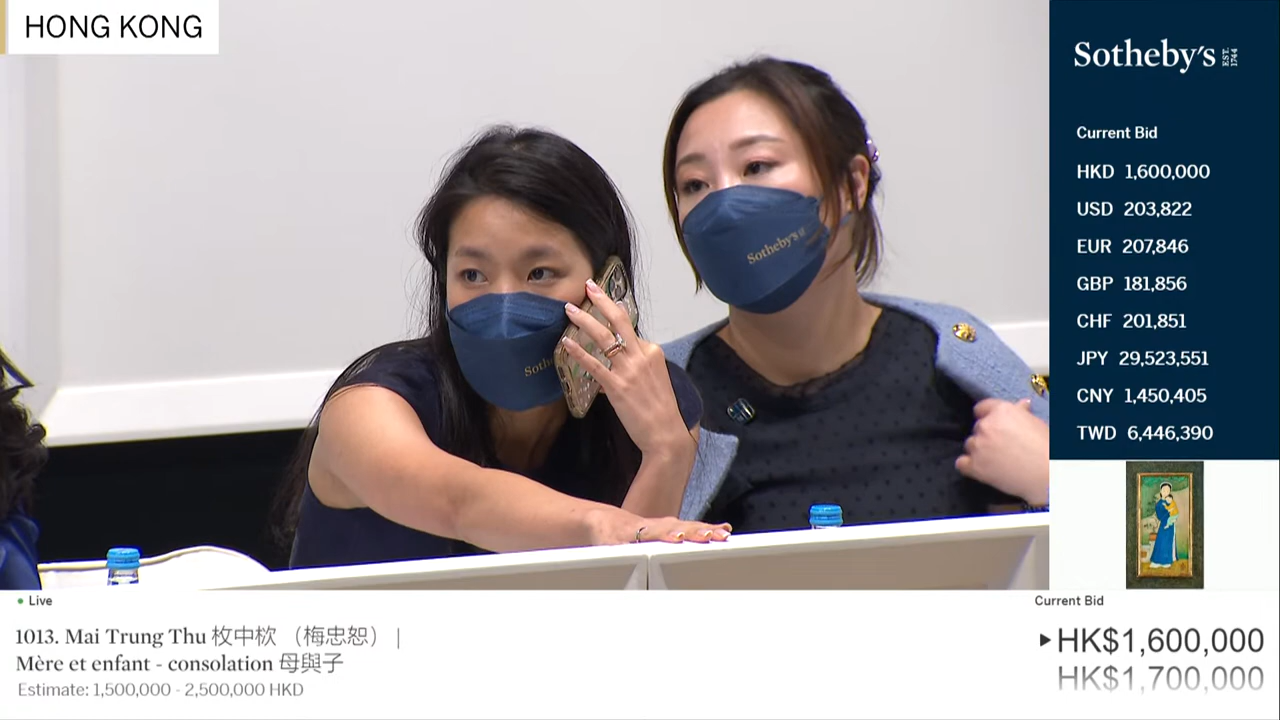 HONG KONG
Sotheby's EST. 1744
Current Bid
HKD 1,600,000
USD 203,822
EUR 207,846
GBP 181,856
CHF 201,851
JPY 29,523,551
CNY 1,450,405
TWD 6,446,390
Sotheby's
Live
1013. Mai Trung Thu 枚中栨 （梅忠恕） |
Mère et enfant - consolation 母與子
Estimate: 1,500,000 - 2,500,000 HKD
Current Bid
HK$1,600,000
HK$1,700,000